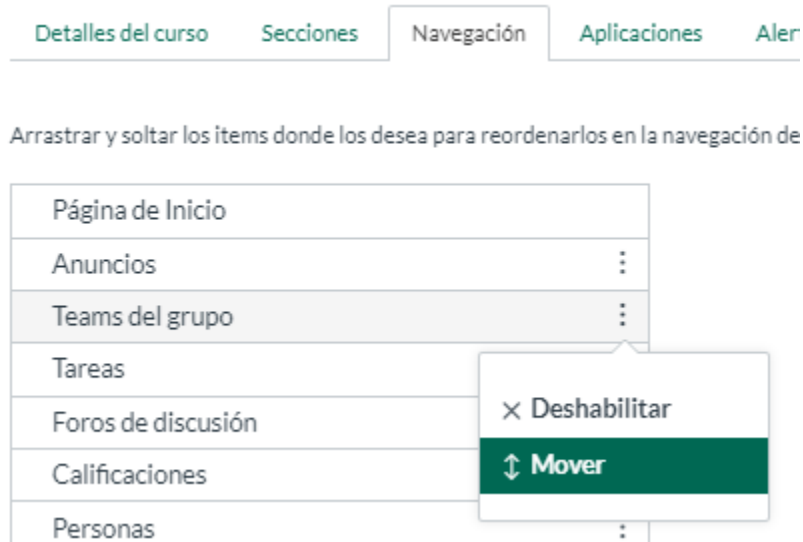 Detalles del curso Secciones Navegación Aplicaciones
Arrastrar y soltar los items donde los desea para reordenarlos en la navegación de
Página de Inicio
Anuncios
Teams del grupo
Tareas
Foros de discusión
Calificaciones
Personas
Deshabilitar
Mover